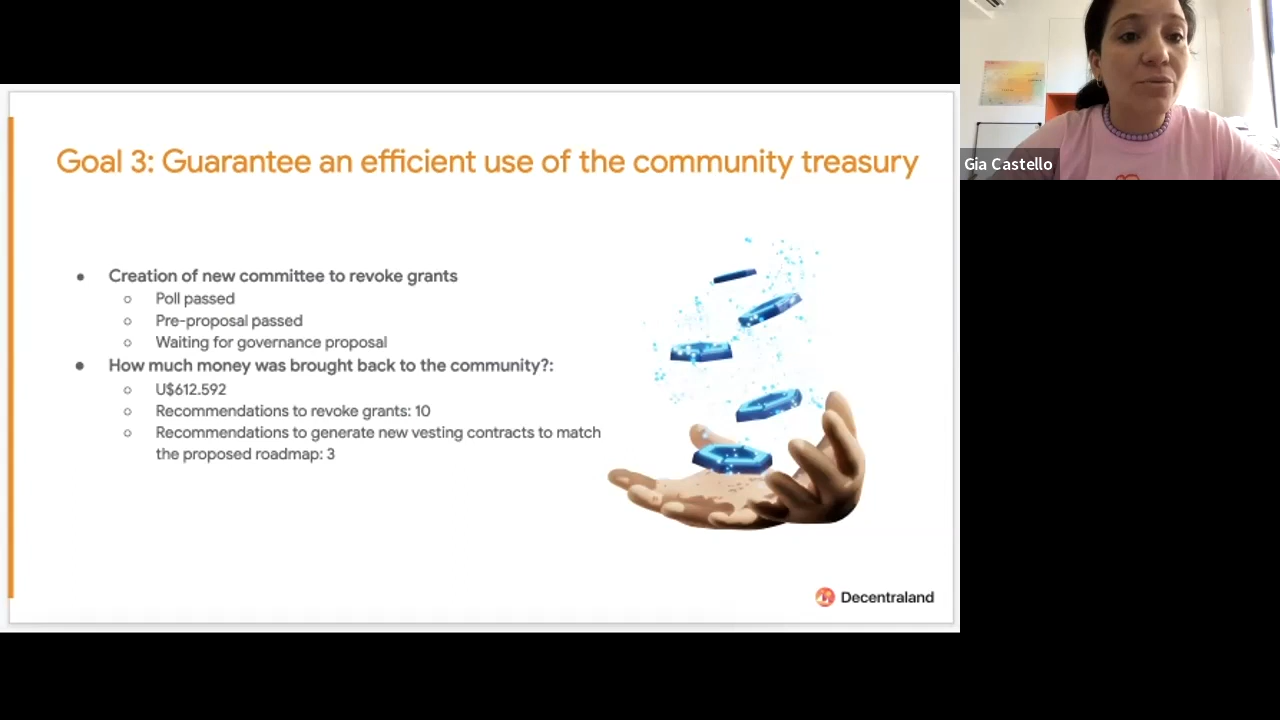 Goal 3: Guarantee an efficient use of the community treasury
● Creation of new committee to revoke grants
○ Poll passed
○ Pre-proposal passed
○ Waiting for governance proposal
● How much money was brought back to the community?:
○ U$612.592
○ Recommendations to revoke grants: 10
○ Recommendations to generate new vesting contracts to match
the proposed roadmap: 3
Decentraland
Gia Castello